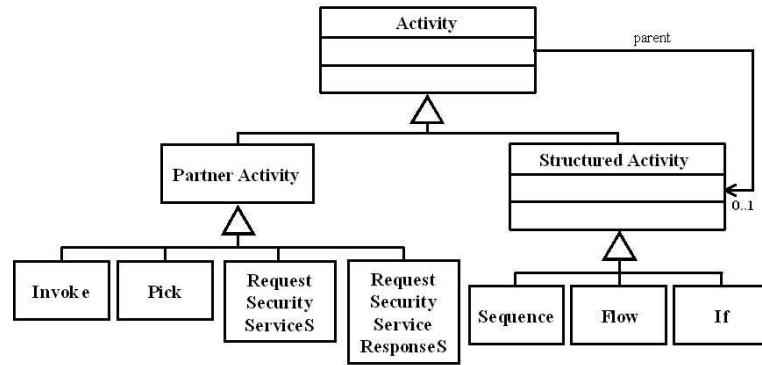 Activity
parent
Partner Activity
Structured Activity
0..1
Invoke
Pick
Request
Security
ServiceS
Request
Security
Service
ResponseS
Sequence
Flow
If